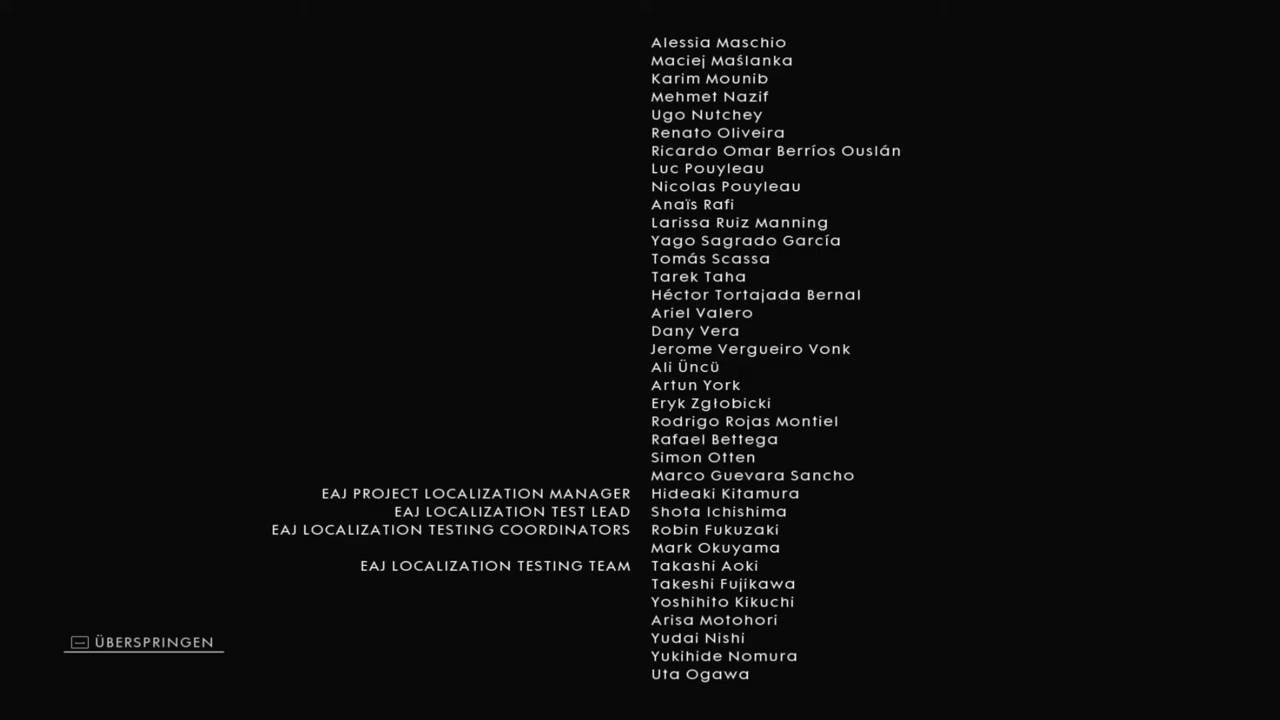 Alessia Maschio
Maciej Maślanka
Karim Mounib
Mehmet Nazif
Ugo Nutchey
Renato Oliveira
Ricardo Omar Berríos Ouslán
Luc Pouyleau
Nicolas Pouyleau
Anaïs Rafi
Larissa Ruiz Manning
Yago Sagrado García
Tomás Scassa
Tarek Taha
Héctor Tortajada Bernal
Ariel Valero
Dany Vera
Jerome Vergueiro Vonk
Ali Üncü
Artun York
Eryk Zgłobicki
Rodrigo Rojas Montiel
Rafael Bettega
Simon Otten
Marco Guevara Sancho
EAJ PROJECT LOCALIZATION MANAGER Hideaki Kitamura
EAJ LOCALIZATION TEST LEAD Shota Ichishima
EAJ LOCALIZATION TESTING COORDINATORS Robin Fukuzaki
Mark Okuyama
EAJ LOCALIZATION TESTING TEAM Takashi Aoki
Takeshi Fujikawa
Yoshihito Kikuchi
Arisa Motohori
Yudai Nishi
Yukihide Nomura
Uta Ogawa
ÜBERSPRINGEN